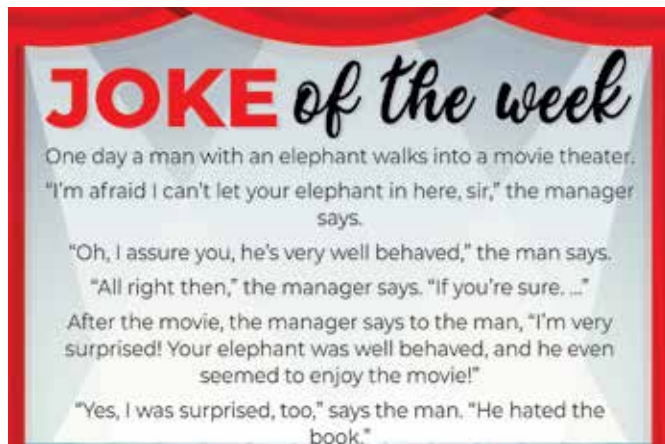 JOKE of the week
One day a man with an elephant walks into a movie theater.
“I’m afraid I can’t let your elephant in here, sir,” the manager
says.
“Oh, I assure you, he’s very well behaved,” the man says.
“All right then,” the manager says. “If you’re sure. ...”
After the movie, the manager says to the man, “I’m very
surprised! Your elephant was well behaved, and he even
seemed to enjoy the movie!”
“Yes, I was surprised, too,” says the man. “He hated the
book.”